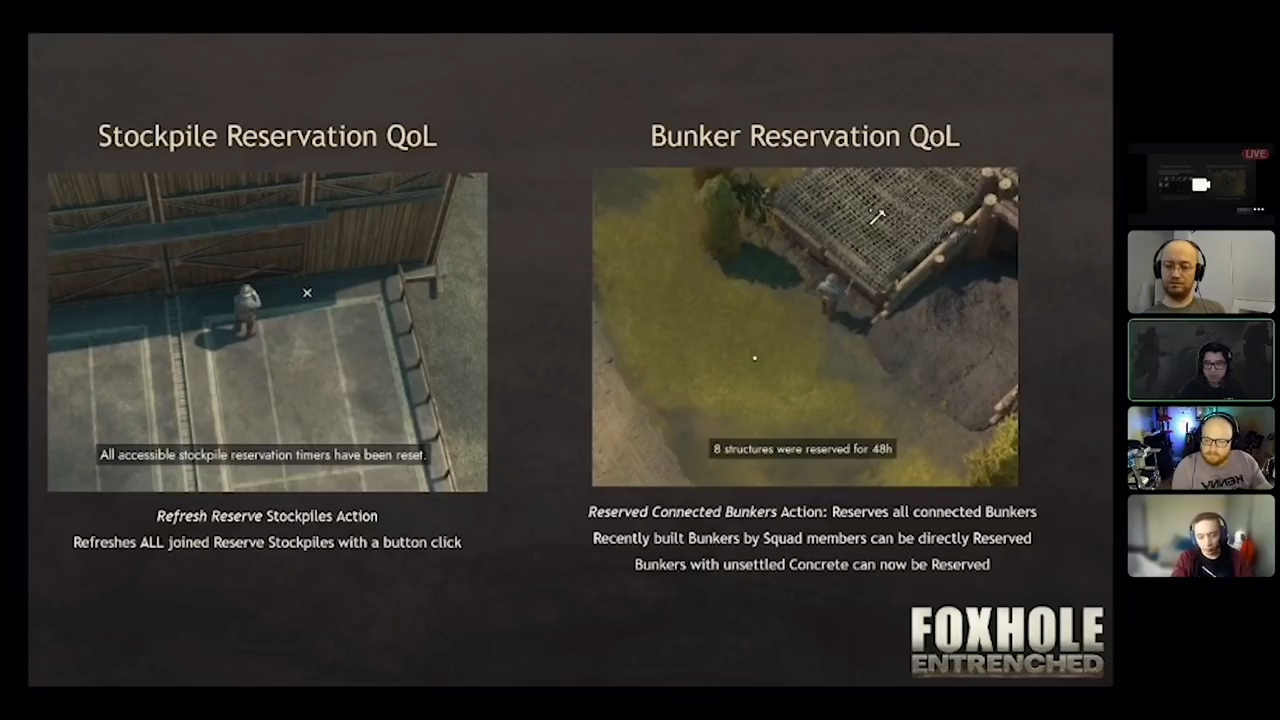 LIVE
Stockpile Reservation QoL
Bunker Reservation QoL
All accessible stockpile reservation timers have been reset.
8 structures were reserved for 48h
Refresh Reserve Stockpiles Action
Refreshes ALL joined Reserve Stockpiles with a button click
Reserved Connected Bunkers Action: Reserves all connected Bunkers
Recently built Bunkers by Squad members can be directly Reserved
Bunkers with unsettled Concrete can now be Reserved
FOXHOLE
ENTRENCHED